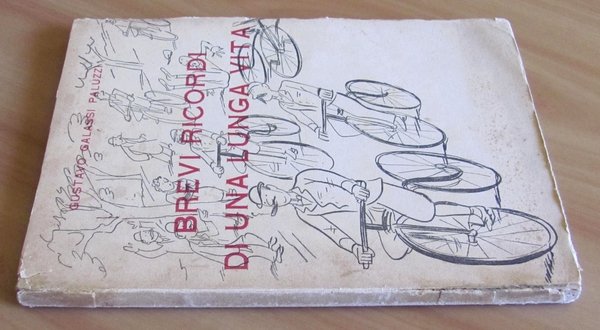 GUSTAVO GALASSI PALUZZI
BREVI RICORDI
DI UNA LUNGA VITA